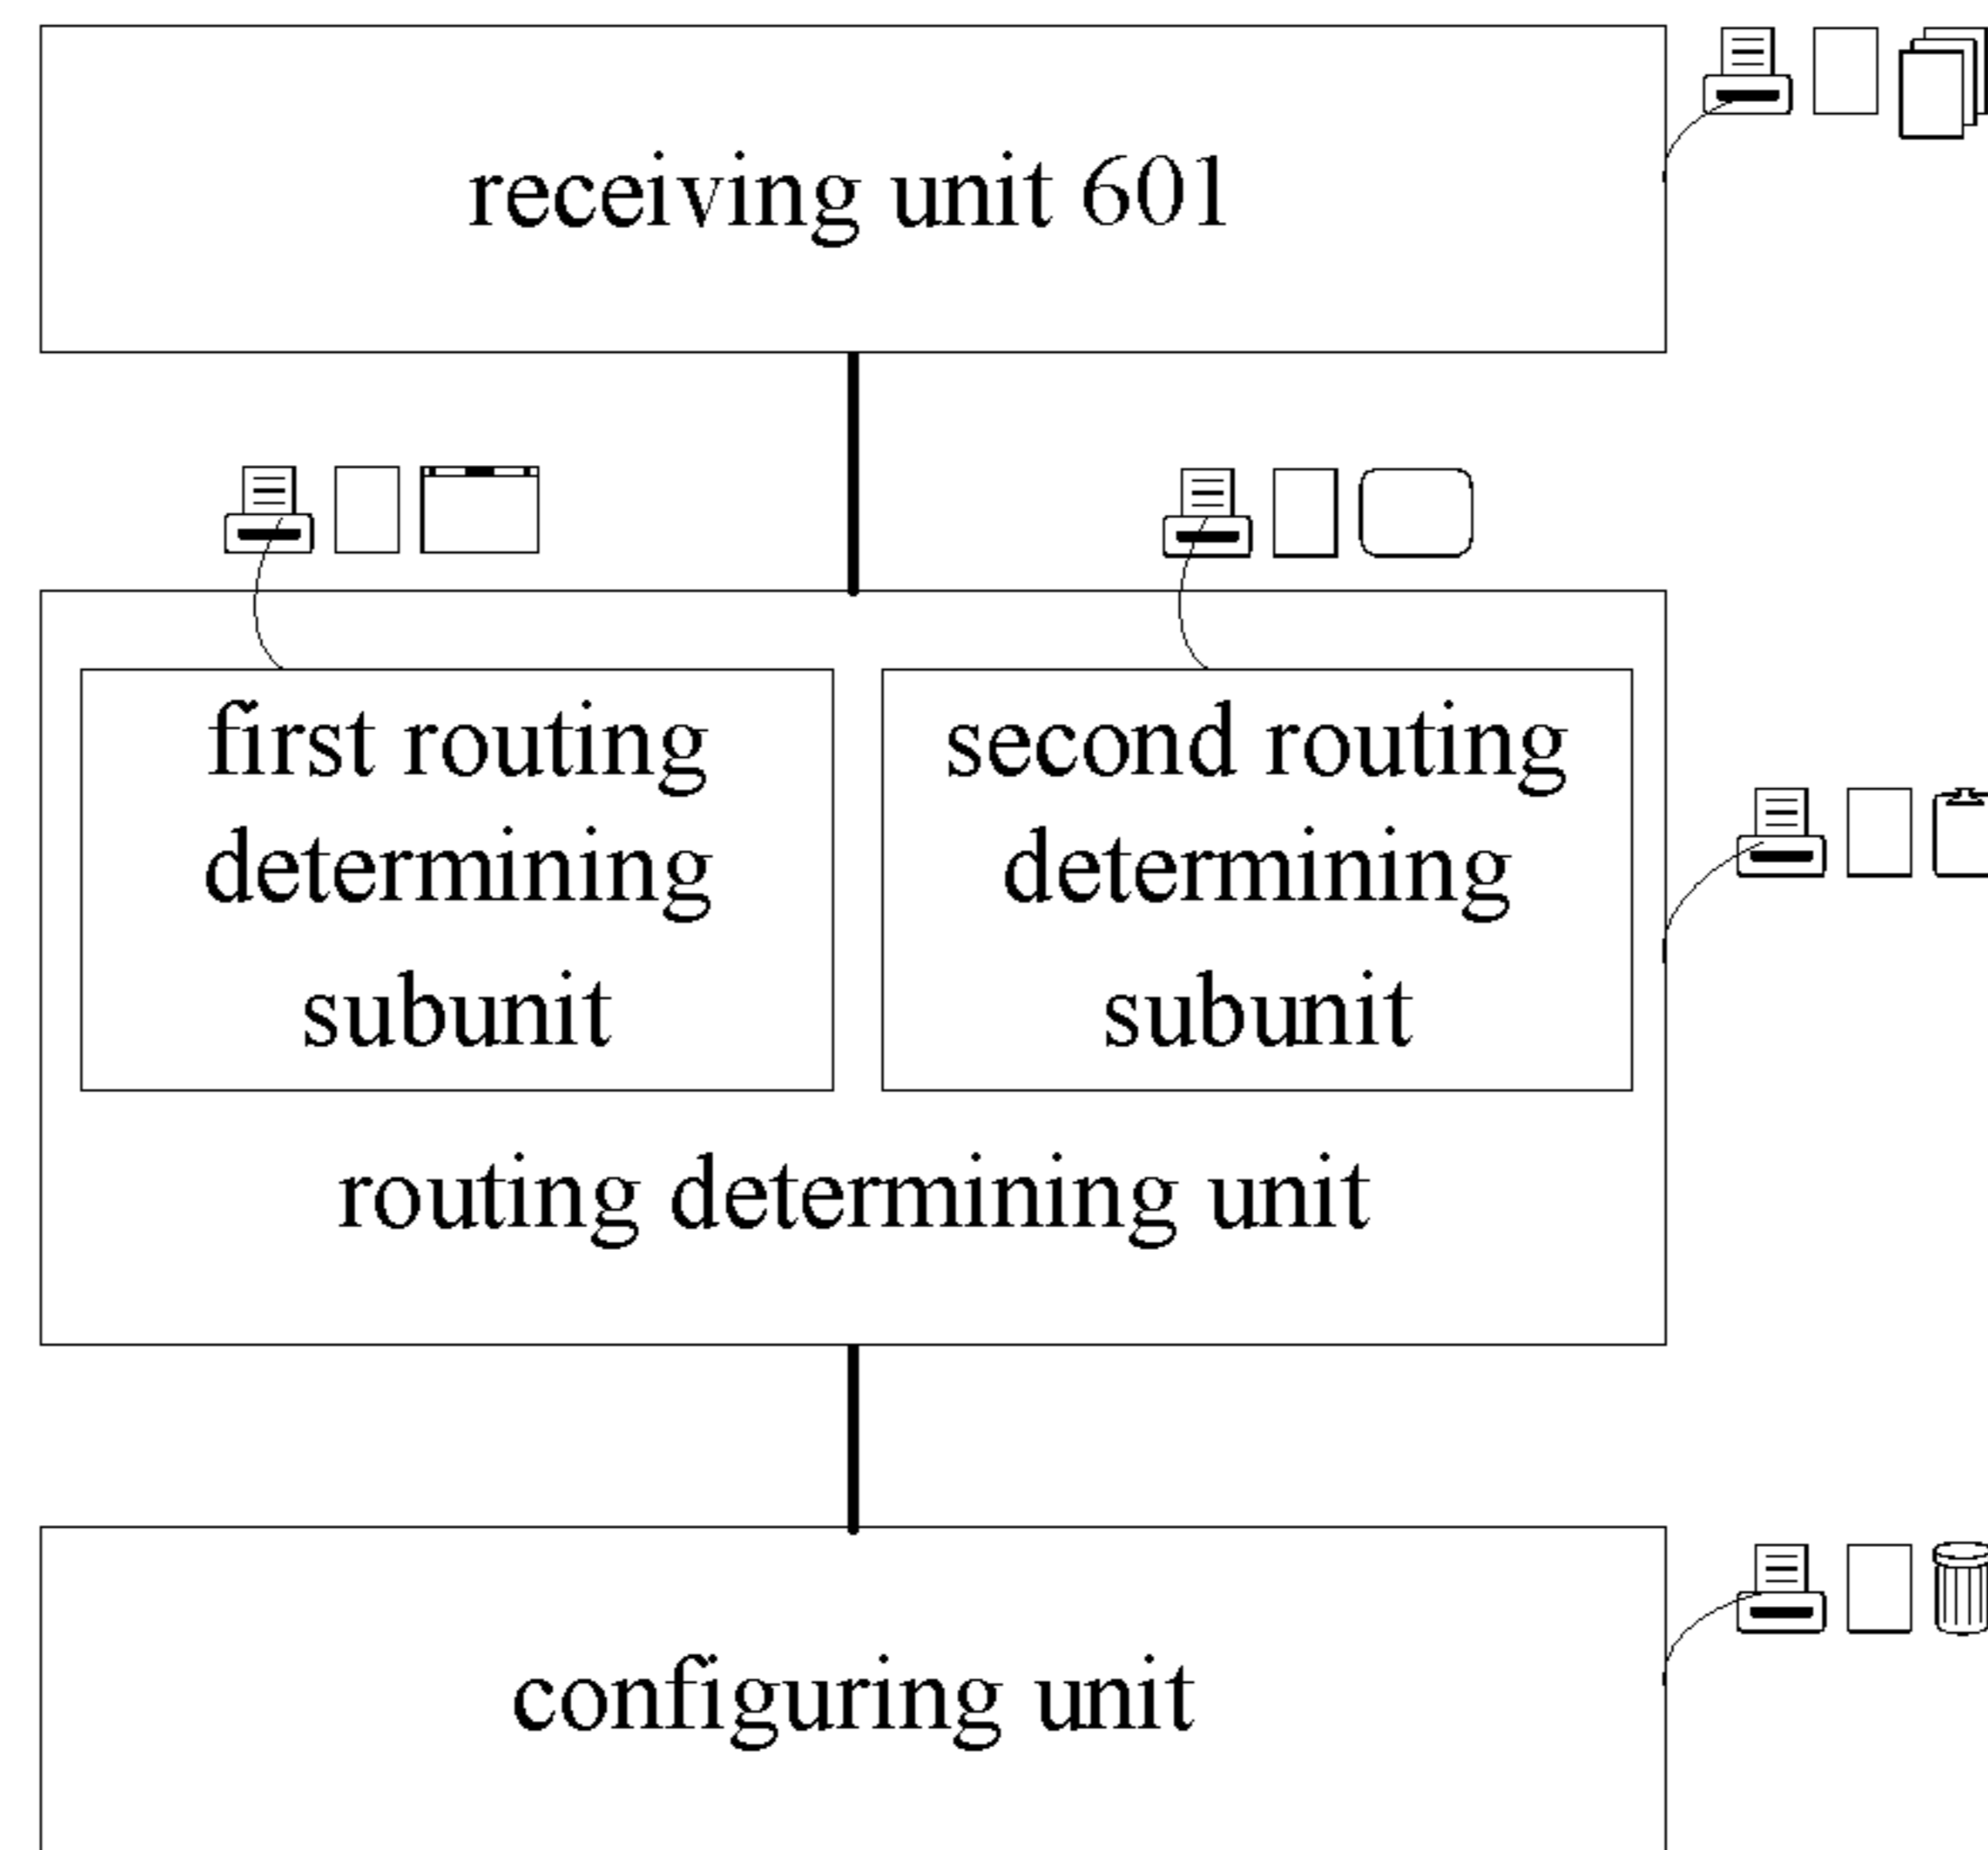 receiving unit 601
first routing
determining
subunit
second routing
determining
subunit
routing determining unit
configuring unit